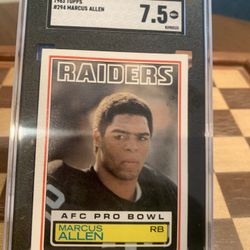 1983 TOPPS
#294 MARCUS ALLEN
7.5
RAIDERS
AFC PRO BOWL
MARCUS
ALLEN
RB